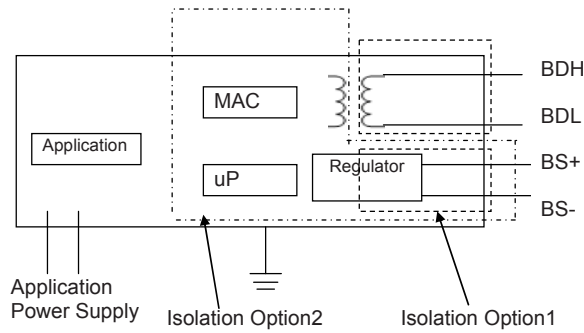 BDH
MAC
BDL
Application
Regulator
BS+
uP
BS-
Application
Power Supply
Isolation Option2
Isolation Option1